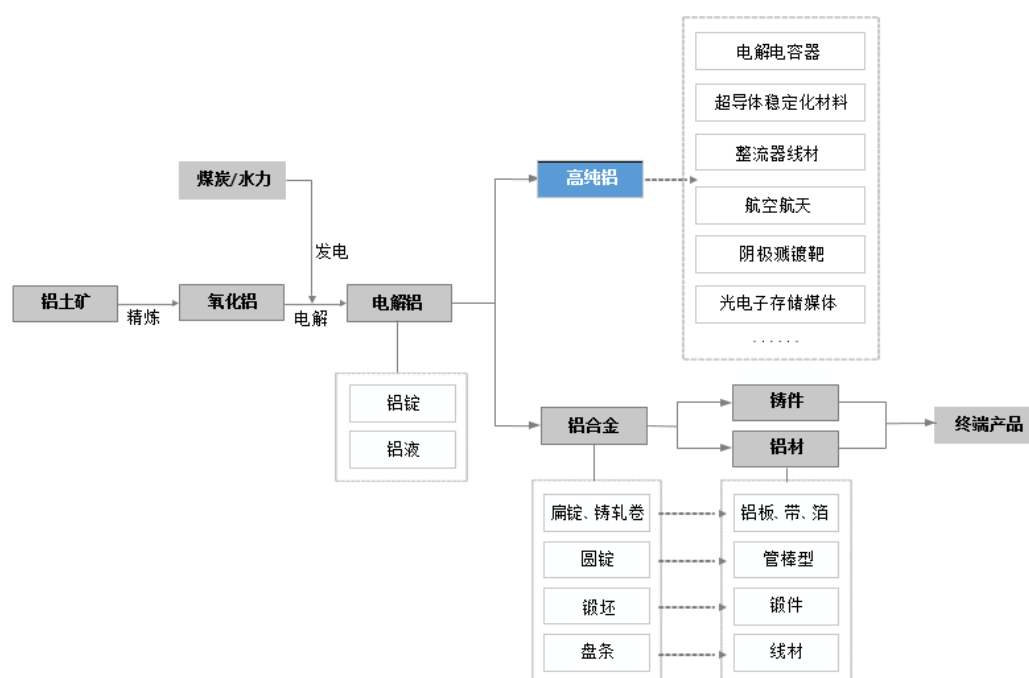 电解电容器
超导体稳定化材料
整流器线材
煤炭/水力
高纯铝
航空航天
发电
阴极溅镀靶
铝土矿
精炼
氧化铝
电解
电解铝
光电子存储媒体
......
铝锭
铝液
铝合金
铸件
铝材
终端产品
扁锭、铸轧卷
铝板、带、箔
圆锭
管棒型
锻坯
锻件
盘条
线材